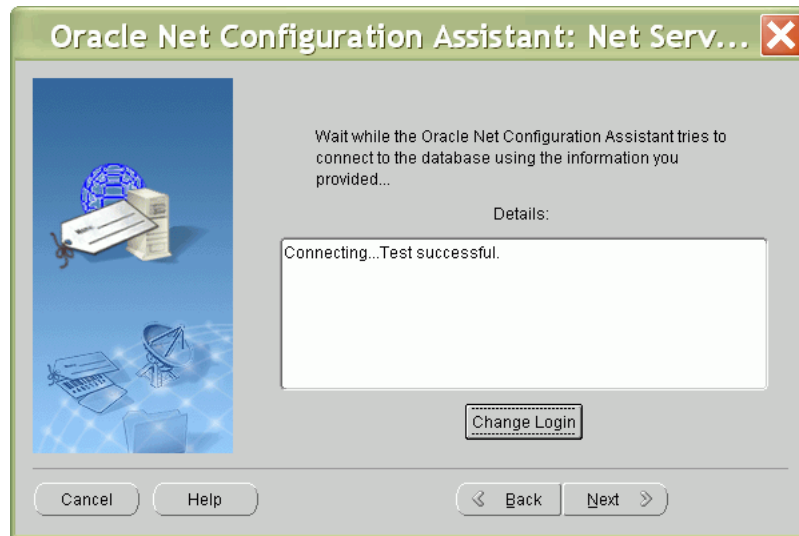 Oracle Net Configuration Assistant: Net Serv...
Wait while the Oracle Net Configuration Assistant tries to
connect to the database using the information you
provided...
Details:
Connecting...Test successful.
Change Login
Cancel
Help
Back
Next